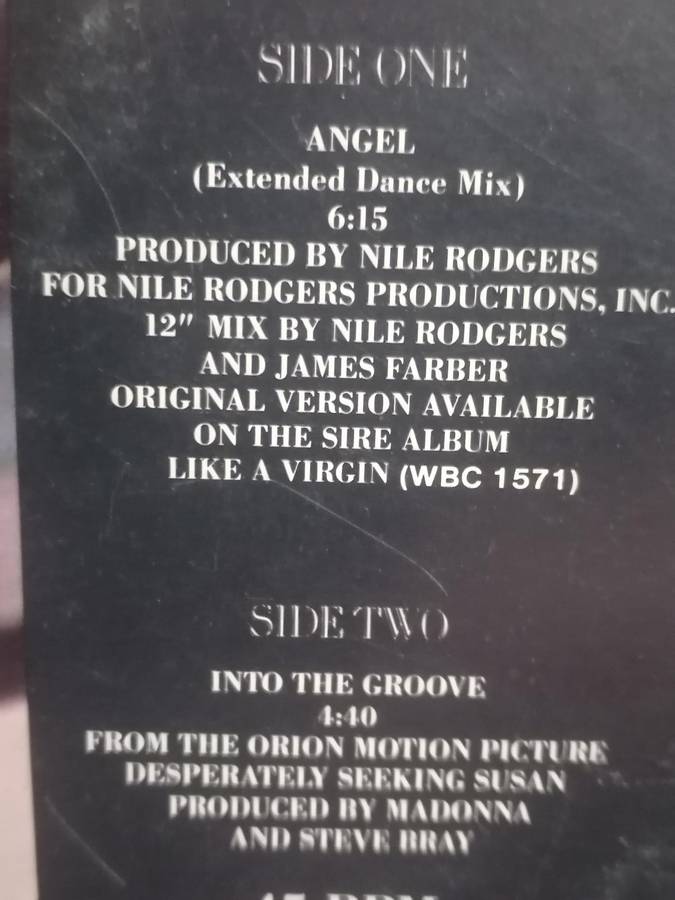 SIDE ONE
ANGEL
(Extended Dance Mix)
6:15
PRODUCED BY NILE RODGERS
FOR NILE RODGERS PRODUCTIONS, INC.
12" MIX BY NILE RODGERS
AND JAMES FARBER
ORIGINAL VERSION AVAILABLE
ON THE SIRE ALBUM
LIKE A VIRGIN (WBC 1571)
SIDE TWO
INTO THE GROOVE
4:40
FROM THE ORION MOTION PICTURE
DESPERATELY SEEKING SUSAN
PRODUCED BY MADONNA
AND STEVE BRAY